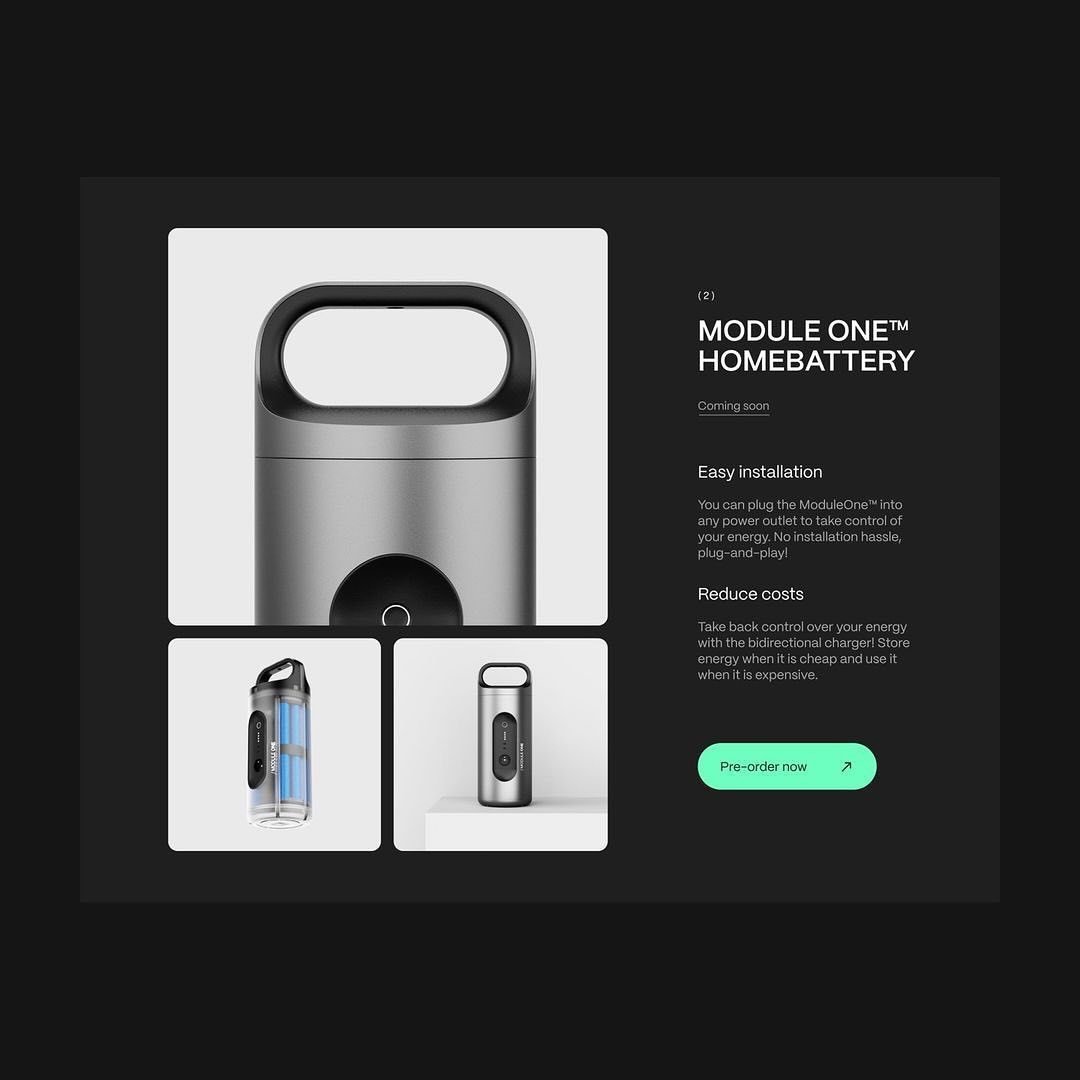 (2)
MODULE ONE™
HOMEBATTERY
Coming soon
Easy installation
You can plug the ModuleOne™ into
any power outlet to take control of
your energy. No installation hassle,
plug-and-play!
Reduce costs
Take back control over your energy
with the bidirectional charger! Store
energy when it is cheap and use it
when it is expensive.
Pre-order now
/ MODULE ONE
/ MODULE ONE